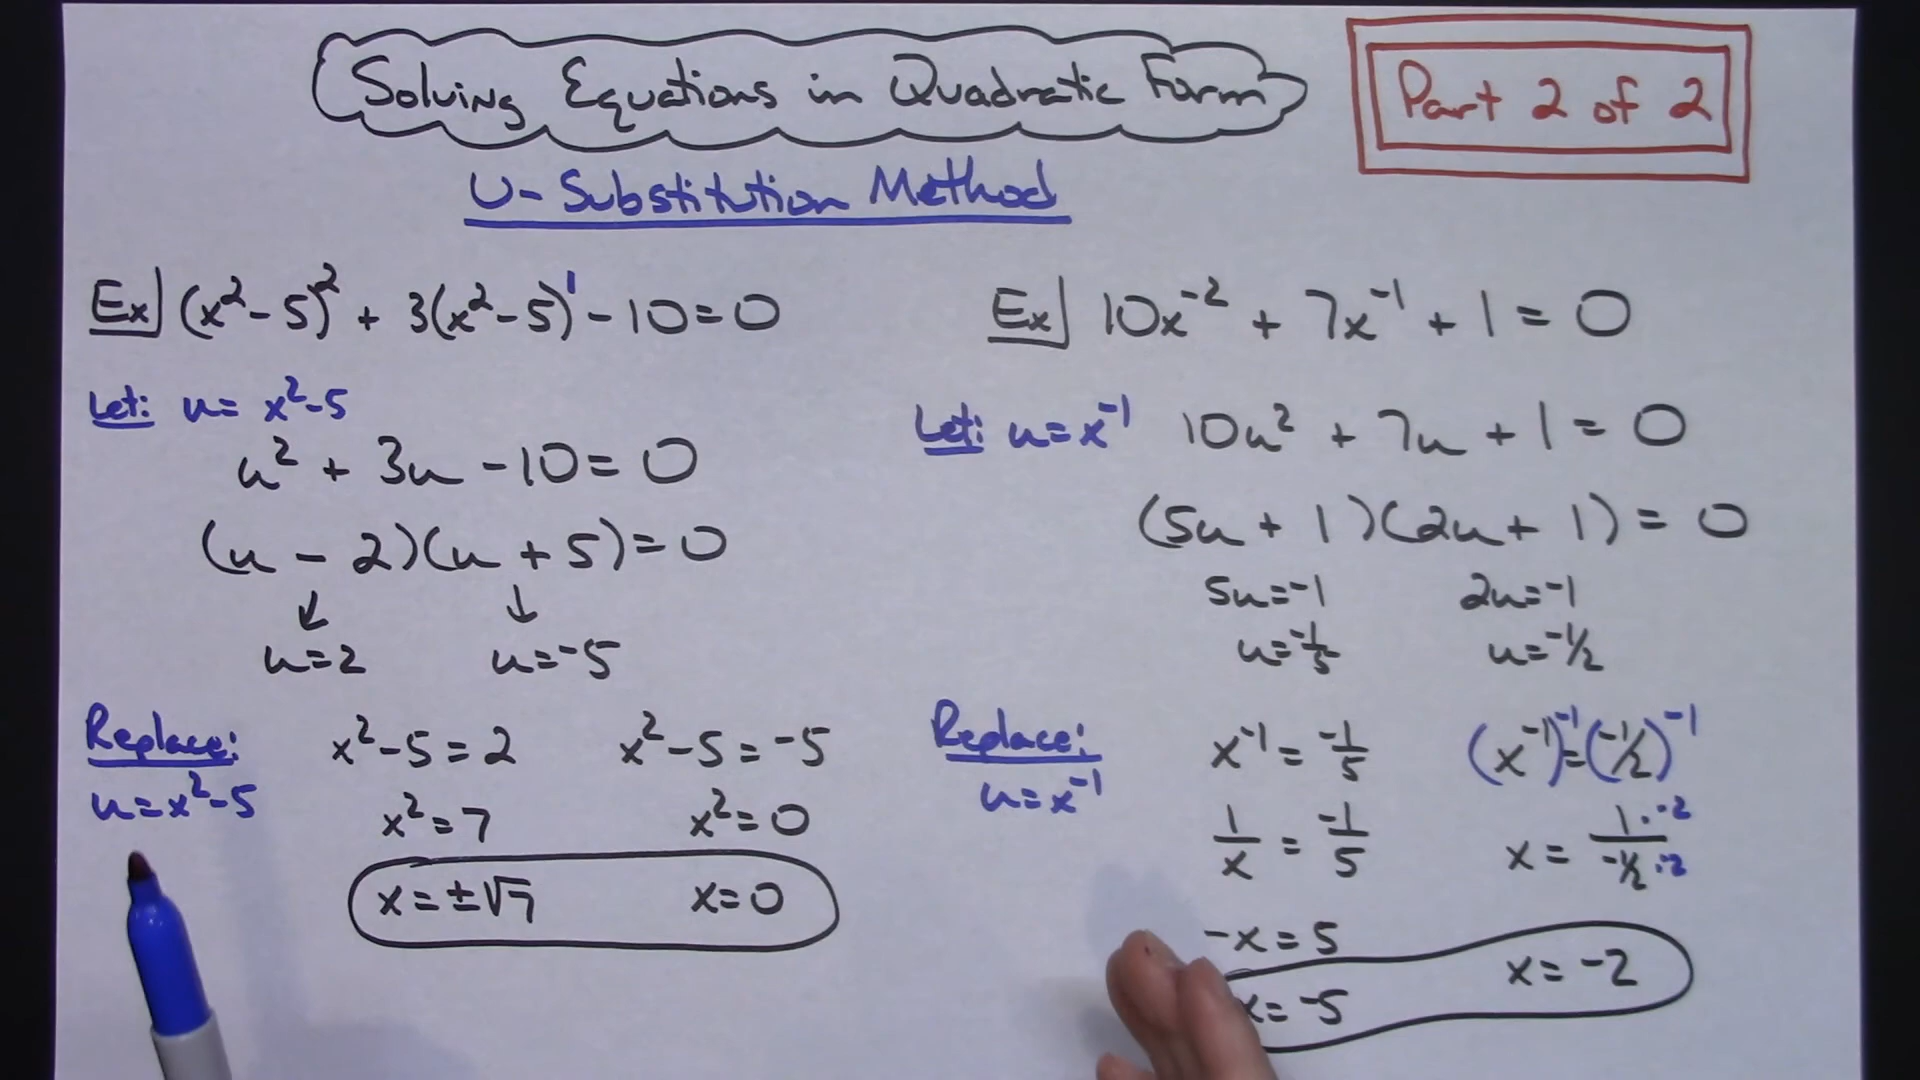 Solving Equations in Quadratic Form
Part 2 of 2
U-Substitution Method
Ex (x²-5)² + 3(x²-5)¹ - 10 = 0
Let: u = x²-5
u² + 3u - 10 = 0
(u - 2)(u + 5) = 0
↙ ↓
u=2 u=-5
Replace: x²-5 = 2 x²-5 = -5
u=x²-5 x²=7 x²=0
x=±√7 x=0
Ex 10x⁻² + 7x⁻¹ + 1 = 0
Let: u=x⁻¹ 10u² + 7u + 1 = 0
(5u + 1)(2u + 1) = 0
5u=-1 2u=-1
u=-1/5 u=-1/2
Replace: x⁻¹ = -1/5 (x⁻¹)⁻¹=(-1/2)⁻¹
u=x⁻¹
1/x = -1/5 x = 1·-2/-1/2·-2
-x = 5
x=-5 x=-2